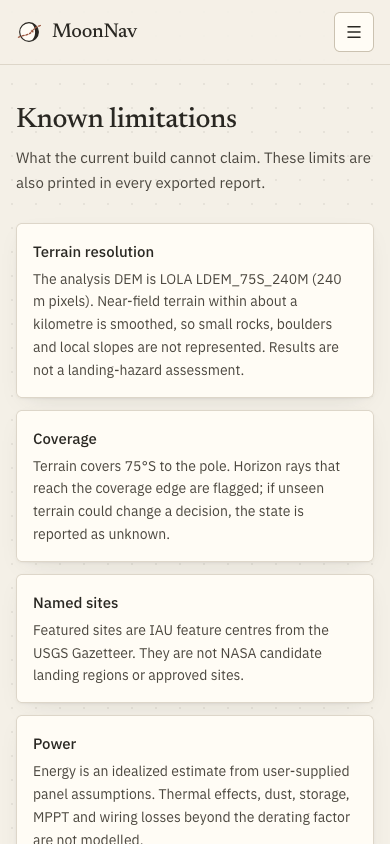 MoonNav
Known limitations
What the current build cannot claim. These limits are
also printed in every exported report.
Terrain resolution
The analysis DEM is LOLA LDEM_75S_240M (240
m pixels). Near-field terrain within about a
kilometre is smoothed, so small rocks, boulders
and local slopes are not represented. Results are
not a landing-hazard assessment.
Coverage
Terrain covers 75°S to the pole. Horizon rays that
reach the coverage edge are flagged; if unseen
terrain could change a decision, the state is
reported as unknown.
Named sites
Featured sites are IAU feature centres from the
USGS Gazetteer. They are not NASA candidate
landing regions or approved sites.
Power
Energy is an idealized estimate from user-supplied
panel assumptions. Thermal effects, dust, storage,
MPPT and wiring losses beyond the derating factor
are not modelled.